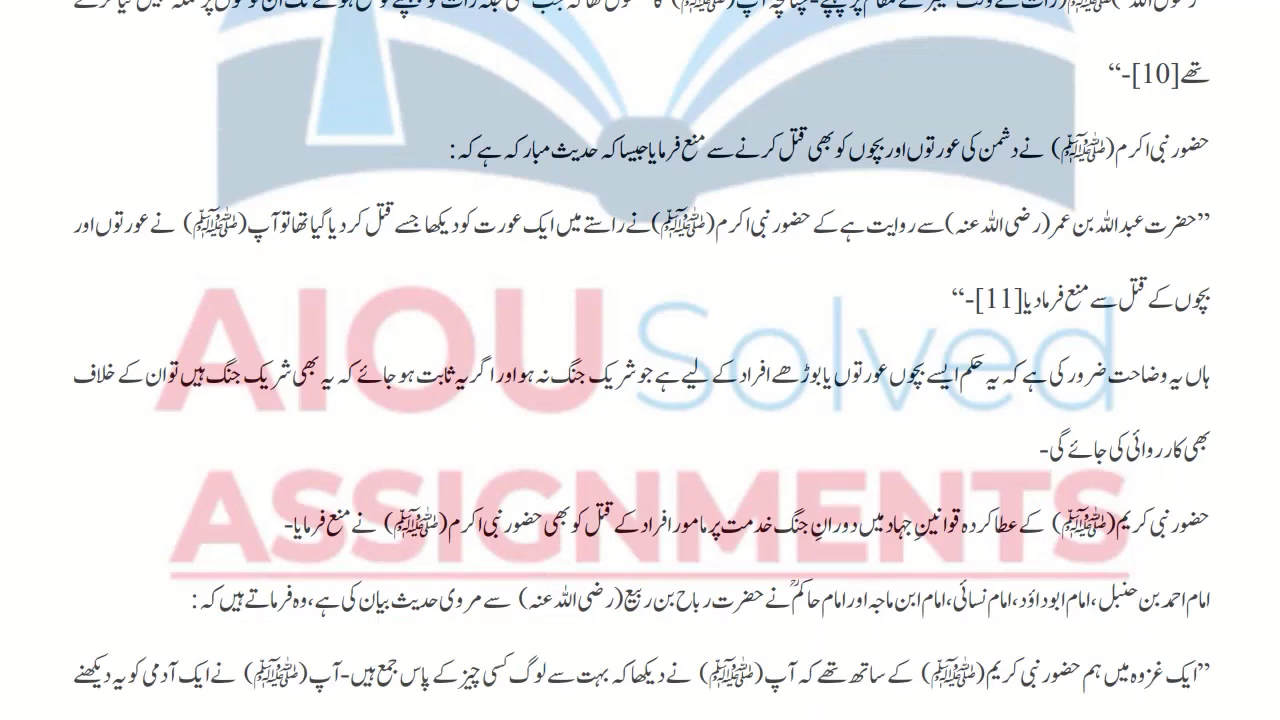 تھے[10]-“
حضور نبی اکرم(ﷺ) نے دشمن کی عورتوں اور بچوں کو بھی قتل کرنے سے منع فرمایا جیسا کہ حدیث مبارکہ ہے کہ:
”حضرت عبداللہ بن عمر(رضی اللہ عنہ)سے روایت ہے کے حضور نبی اکرم(ﷺ)نے راستے میں ایک عورت کو دیکھا جسے قتل کر دیا گیا تھا تو آپ(ﷺ) نے عورتوں اور
بچوں کے قتل سے منع فرما دیا[11]-“
AIOU Solved
ہاں یہ وضاحت ضرور کی ہے کہ یہ حکم ایسے بچوں عورتوں یا بوڑھے افراد کے لیے ہے جو شریک جنگ نہ ہو اور اگر یہ ثابت ہو جائے کہ یہ بھی شریک جنگ ہیں تو ان کے خلاف
بھی کارروائی کی جائے گی-
ASSIGNMENTS
حضور نبی کریم(ﷺ) کے عطا کردہ قوانینِ جہاد میں دورانِ جنگ خدمت پر مامور افراد کے قتل کو بھی حضور نبی اکرم(ﷺ) نے منع فرمایا-
امام احمد بن حنبل،امام ابو داؤد،امام نسائی،امام ابن ماجہ اور امام حاکمؒ نے حضرت رباح بن ربیع(رضی اللہ عنہ) سے مروی حدیث بیان کی ہے،وہ فرماتے ہیں کہ:
”ایک غزوہ میں ہم حضور نبی کریم(ﷺ) کے ساتھ تھے کہ آپ(ﷺ) نے دیکھا کہ بہت سے لوگ کسی چیز کے پاس جمع ہیں-آپ(ﷺ) نے ایک آدمی کو یہ دیکھنے